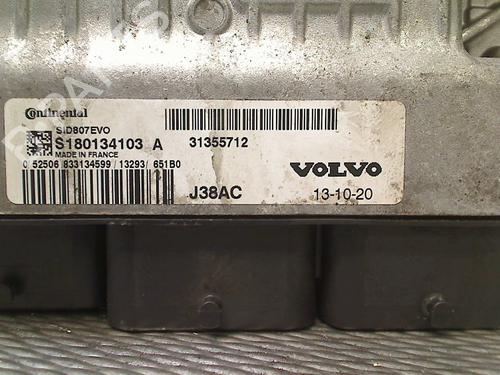 Continental
SID807EVO
S180134103 A
MADE IN FRANCE
0 52506 833134599 / 13293/ 651B0
31355712
J38AC
VOLVO
13-10-20